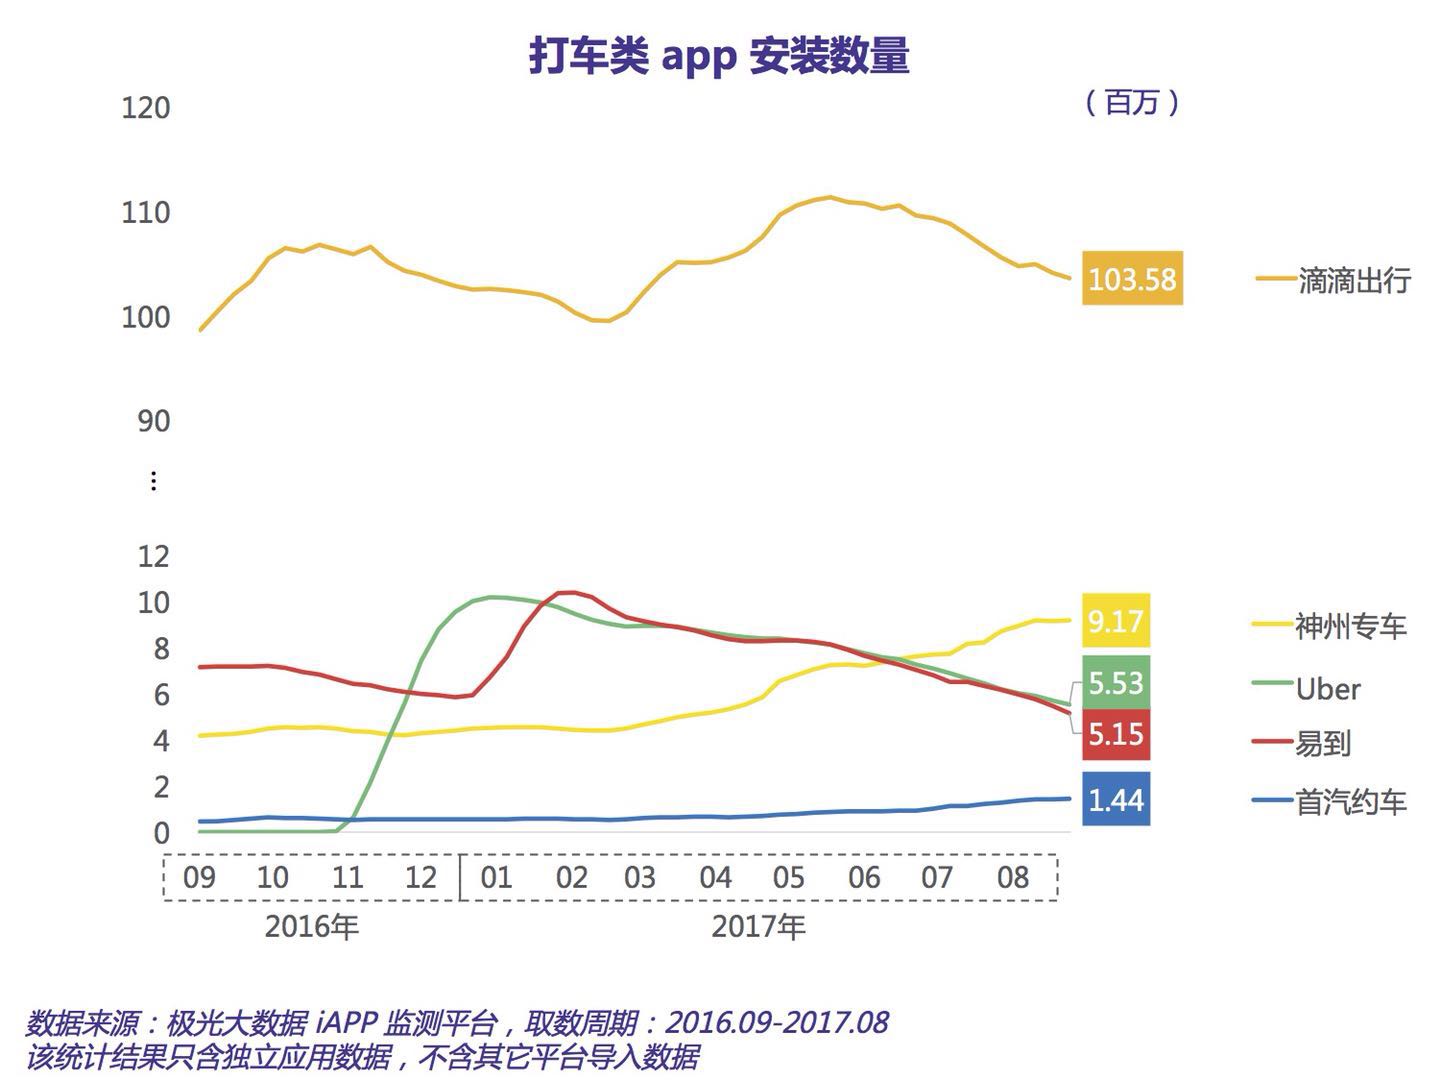 打车类 app 安装数量
（百万）
120
110
100
90
⋮
12
10
8
6
4
2
0
103.58
9.17
5.53
5.15
1.44
滴滴出行
神州专车
Uber
易到
首汽约车
09 10 11 12 01 02 03 04 05 06 07 08
2016年 2017年
数据来源：极光大数据 iAPP 监测平台，取数周期：2016.09-2017.08
该统计结果只含独立应用数据，不含其它平台导入数据